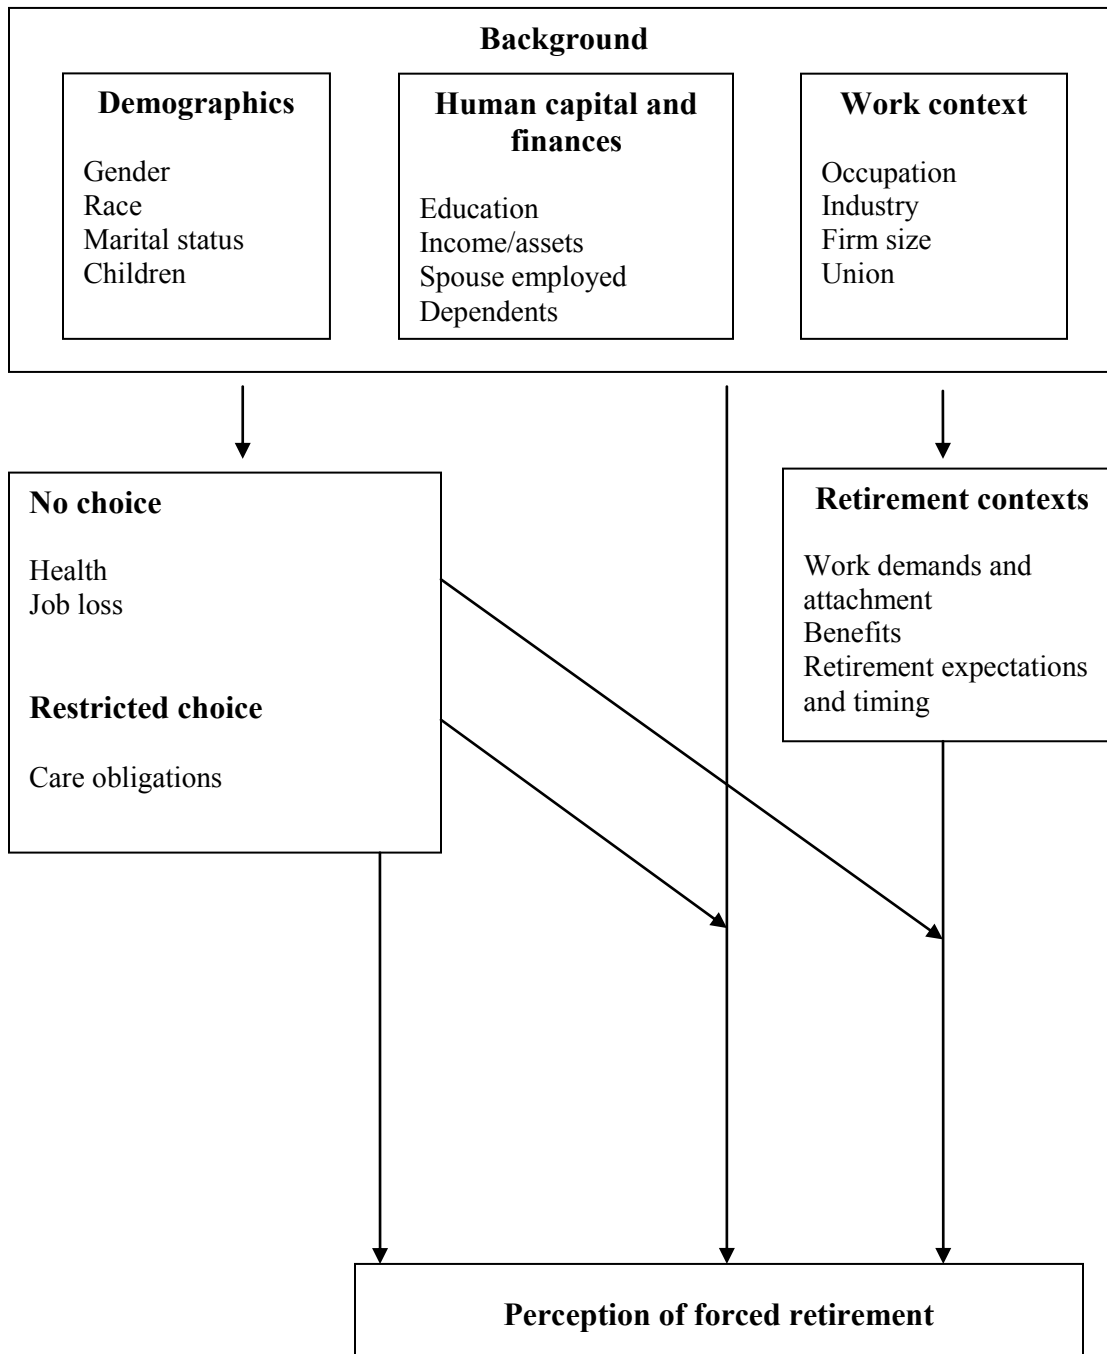 Background
Demographics
Gender
Race
Marital status
Children
Human capital and
finances
Education
Income/assets
Spouse employed
Dependents
Work context
Occupation
Industry
Firm size
Union
No choice
Health
Job loss
Restricted choice
Care obligations
Retirement contexts
Work demands and
attachment
Benefits
Retirement expectations
and timing
Perception of forced retirement